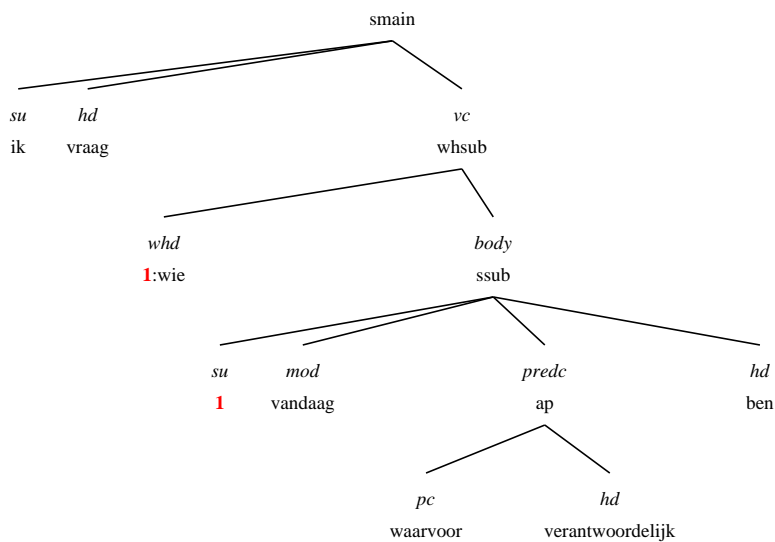 smain
su hd vc
ik vraag whsub
whd body
1:wie ssub
su mod predc hd
1 vandaag ap ben
pc hd
waarvoor verantwoordelijk